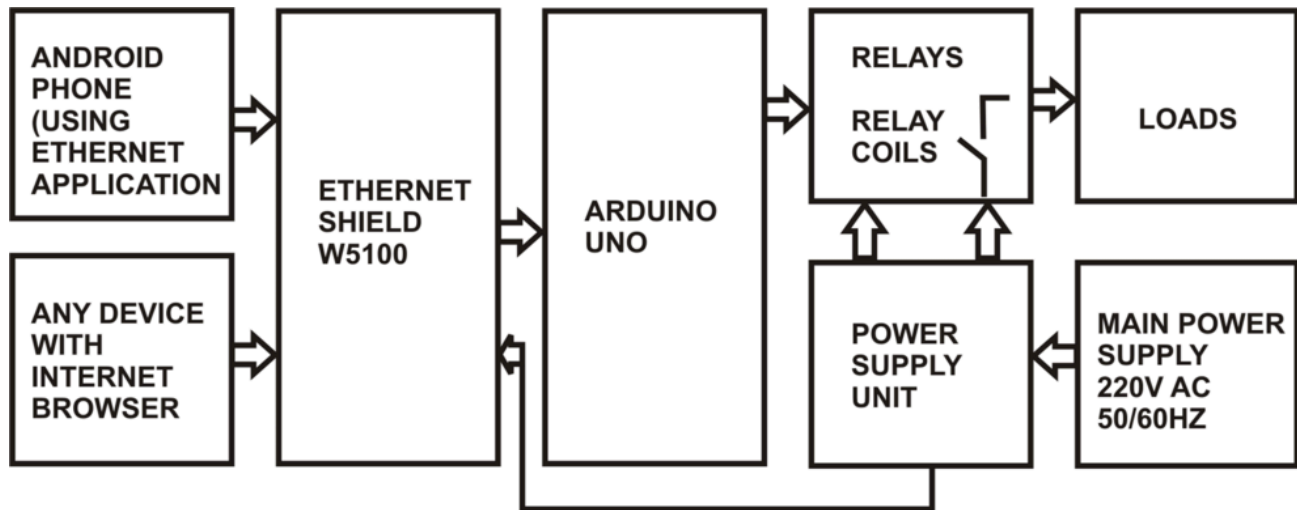 ANDROID
PHONE
(USING
ETHERNET
APPLICATION
ANY DEVICE
WITH
INTERNET
BROWSER
ETHERNET
SHIELD
W5100
ARDUINO
UNO
RELAYS
RELAY
COILS
LOADS
POWER
SUPPLY
UNIT
MAIN POWER
SUPPLY
220V AC
50/60HZ